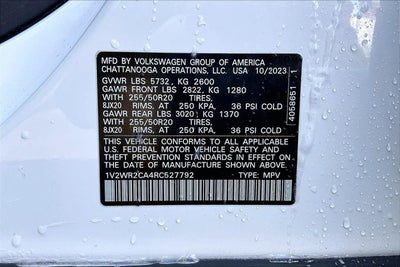 MFD BY VOLKSWAGEN GROUP OF AMERICA
CHATTANOOGA OPERATIONS, LLC. USA 10/2023
GVWR LBS 5732, KG 2600
GAWR FRONT LBS 2822, KG 1280
WITH 255/50R20 TIRES,
8JX20 RIMS, AT 250 KPA, 36 PSI COLD
GAWR REAR LBS 3020; KG 1370
WITH 255/50R20 TIRES,
8JX20 RIMS, AT 250 KPA, 36 PSI COLD
THIS VEHICLE CONFORMS TO ALL APPLICABLE
U.S. FEDERAL MOTOR VEHICLE SAFETY AND
THEFT PREVENTION STANDARDS IN EFFECT ON
THE DATE OF MANUFACTURE SHOWN ABOVE
1V2WR2CA4RC527792 TYPE: MPV
4058651 1